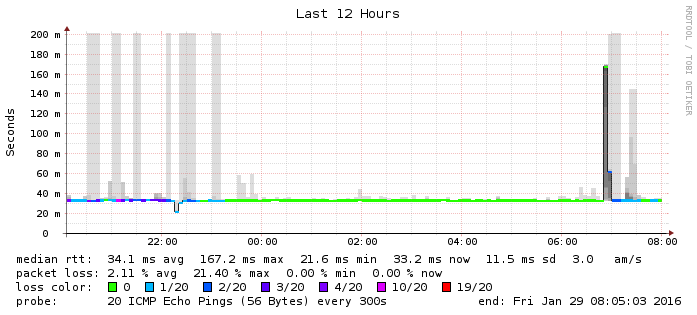 Last 12 Hours
RRDTOOL / TOBI OETIKER
Seconds
200 m
180 m
160 m
140 m
120 m
100 m
80 m
60 m
40 m
20 m
0
22:00 00:00 02:00 04:00 06:00 08:00
median rtt: 34.1 ms avg 167.2 ms max 21.6 ms min 33.2 ms now 11.5 ms sd 3.0 am/s
packet loss: 2.11 % avg 21.40 % max 0.00 % min 0.00 % now
loss color: 0 1/20 2/20 3/20 4/20 10/20 19/20
probe: 20 ICMP Echo Pings (56 Bytes) every 300s end: Fri Jan 29 08:05:03 2016